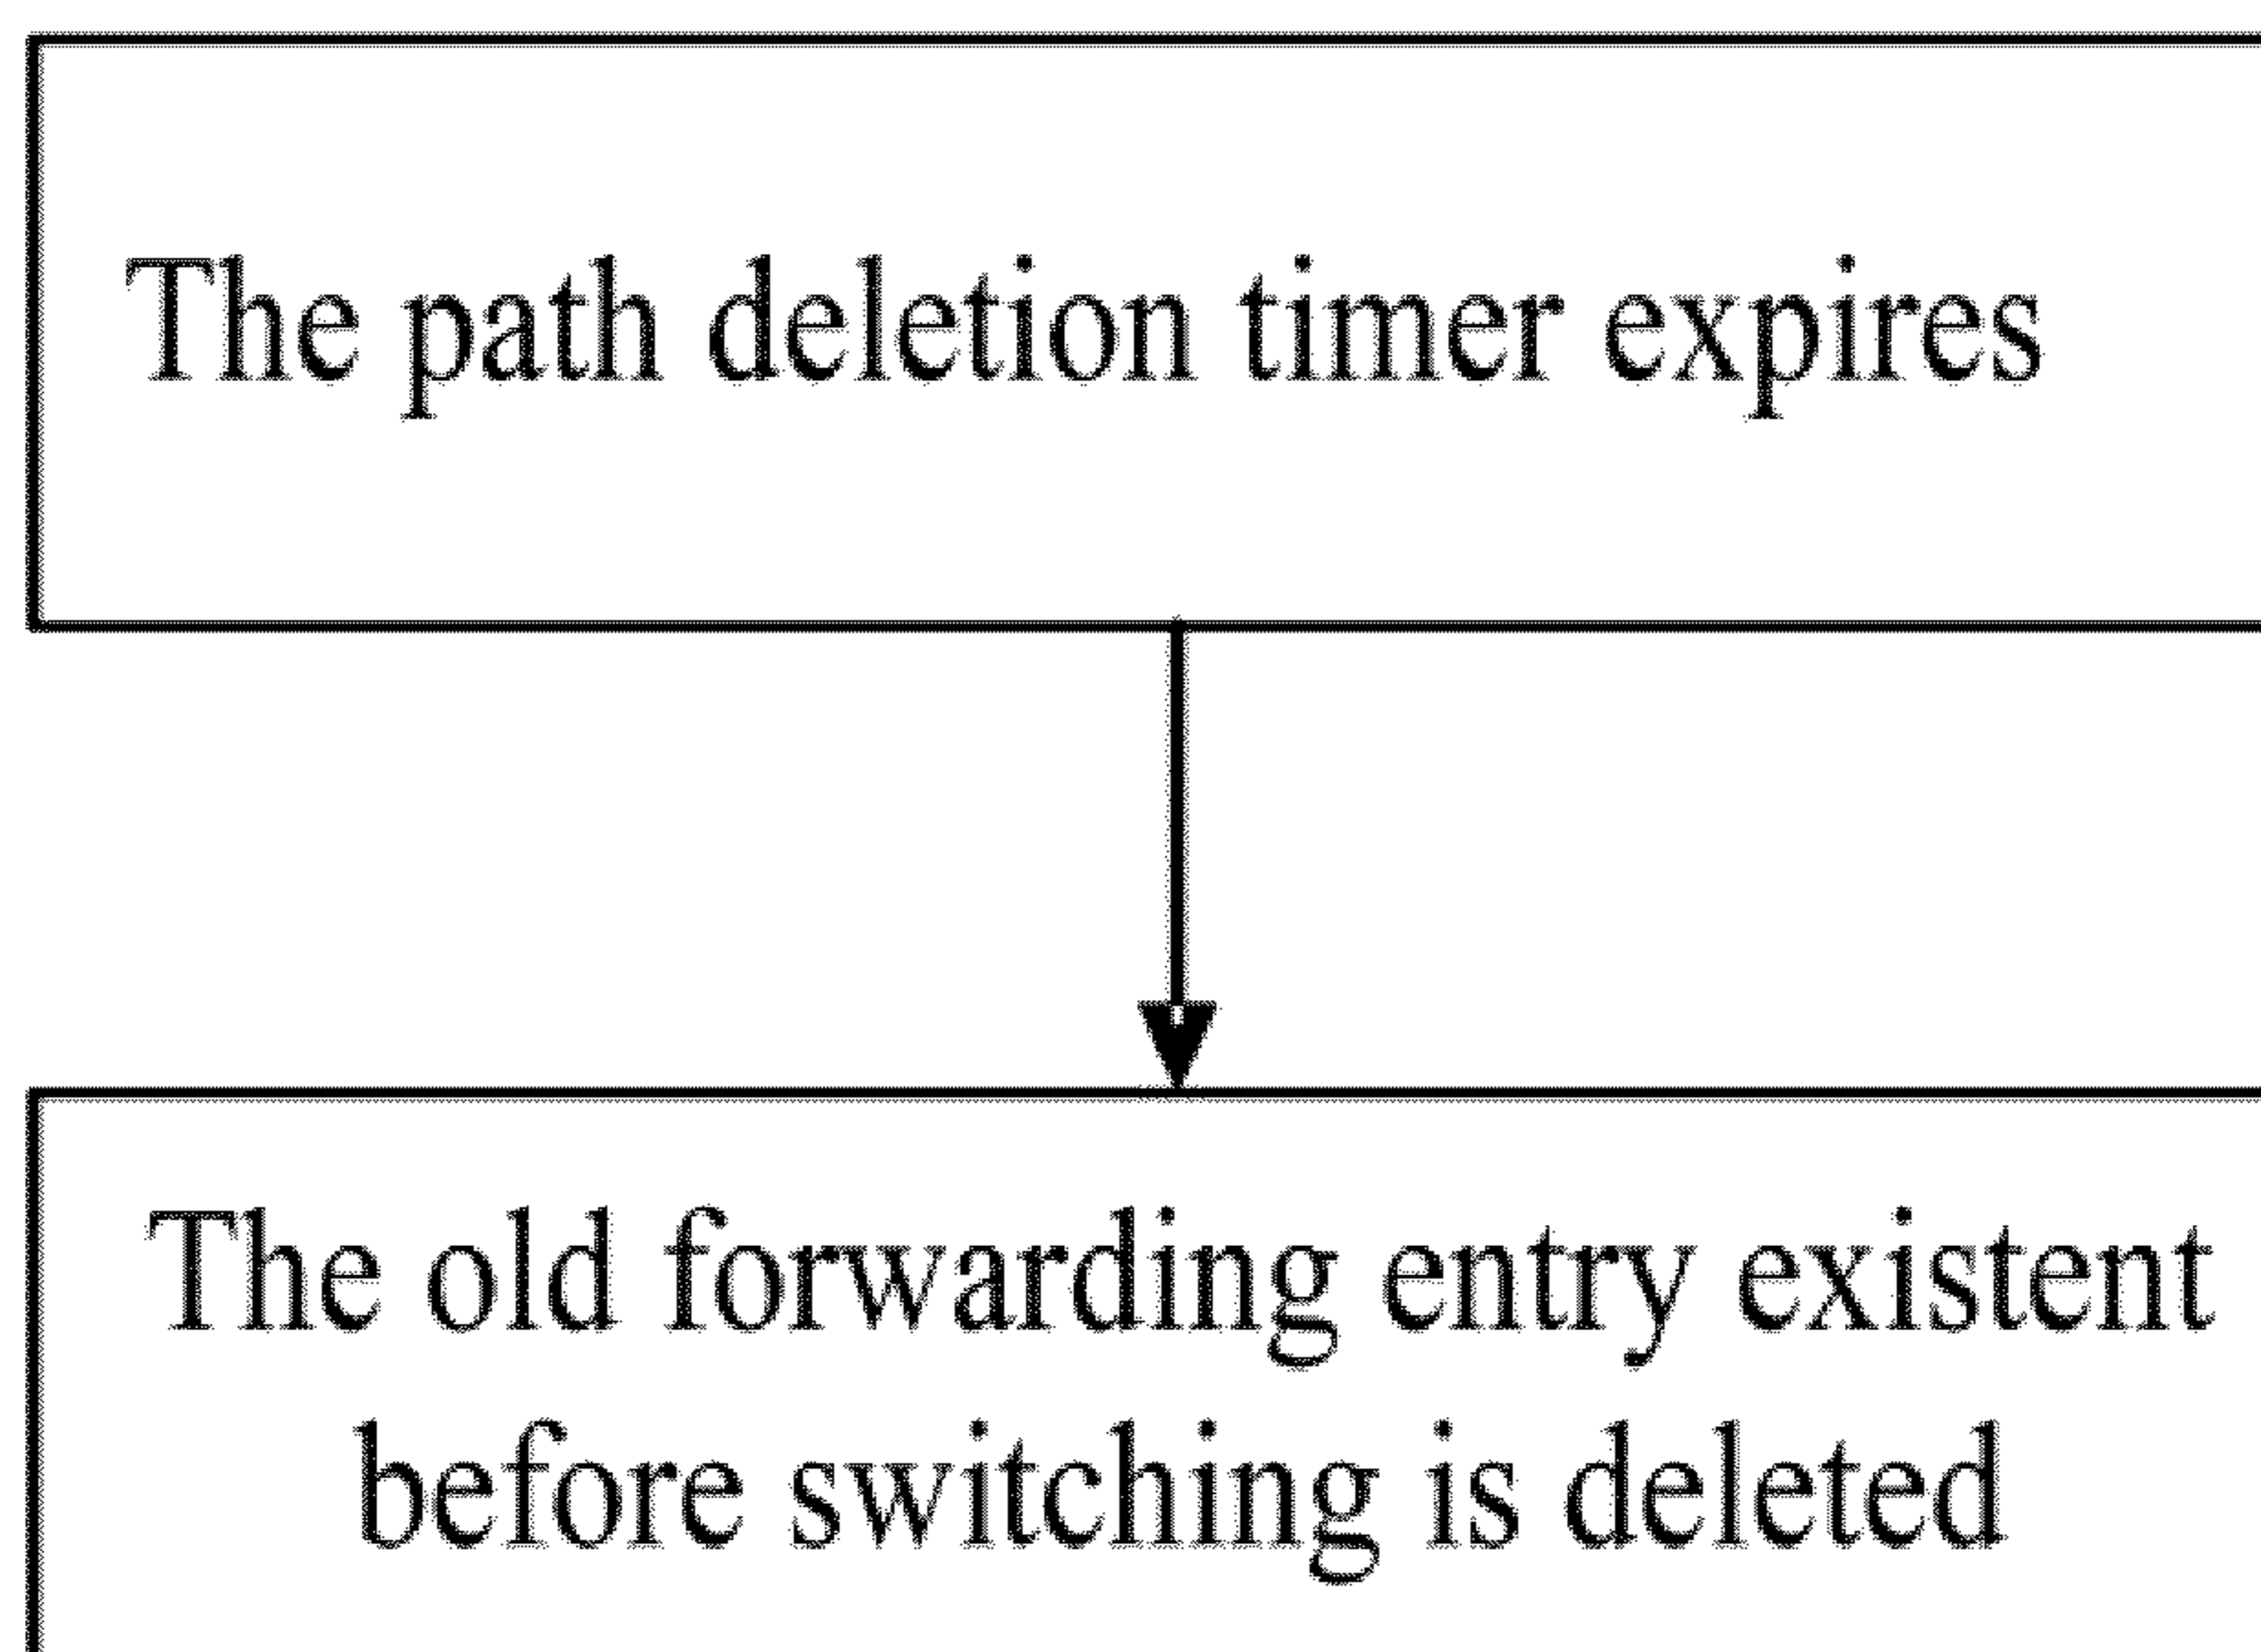 The path deletion timer expires
The old forwarding entry existent
before switching is deleted